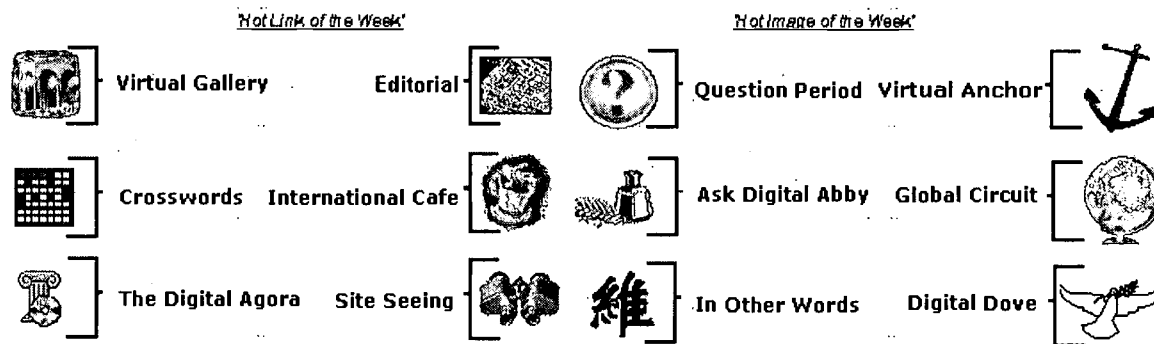 'Hot Link of the Week' 'Hot Image of the Week'
Virtual Gallery Editorial Question Period Virtual Anchor
Crosswords International Cafe Ask Digital Abby Global Circuit
The Digital Agora Site Seeing In Other Words Digital Dove